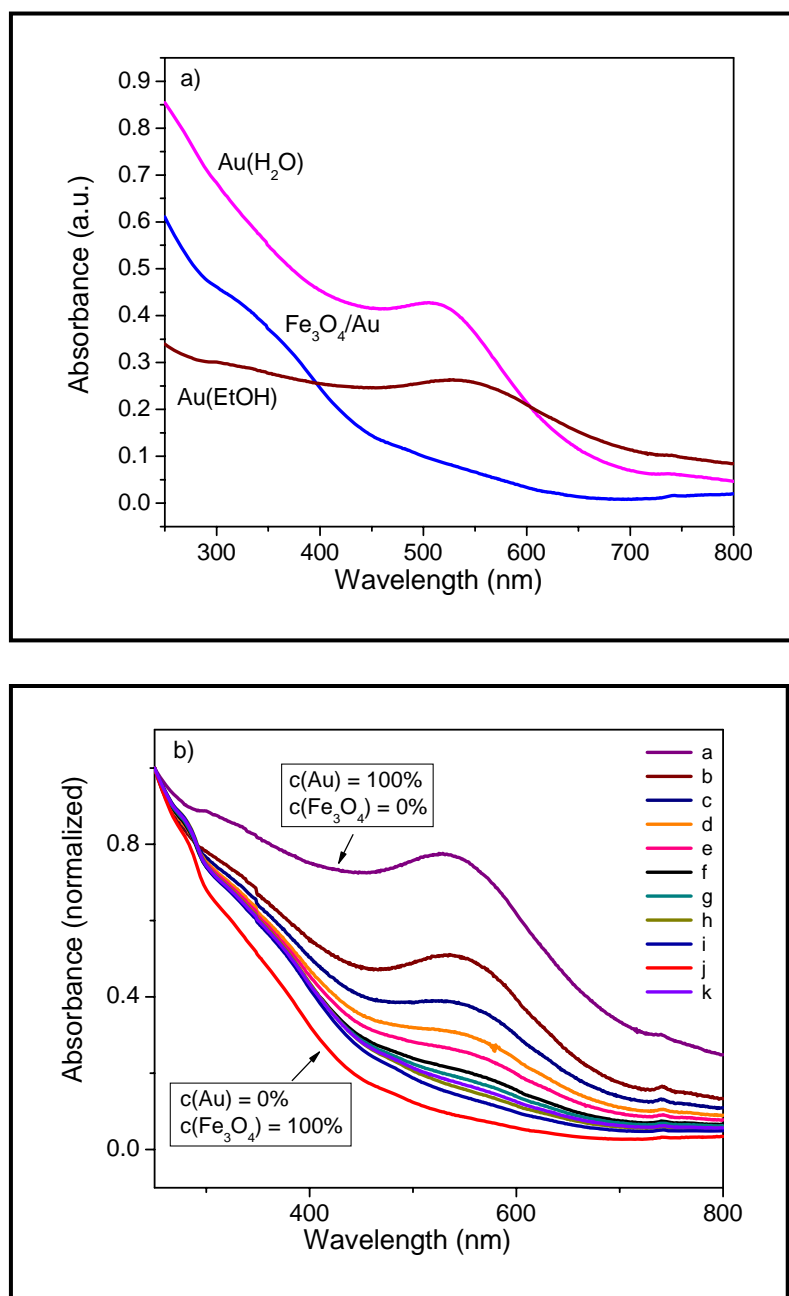 a)
0.9
0.8
0.7
0.6
0.5
0.4
0.3
0.2
0.1
0.0
Absorbance (a.u.)
Au(H₂O)
Fe₃O₄/Au
Au(EtOH)
300 400 500 600 700 800
Wavelength (nm)
b)
0.8
0.4
0.0
Absorbance (normalized)
c(Au) = 100%
c(Fe₃O₄) = 0%
c(Au) = 0%
c(Fe₃O₄) = 100%
a
b
c
d
e
f
g
h
i
j
k
400 600 800
Wavelength (nm)